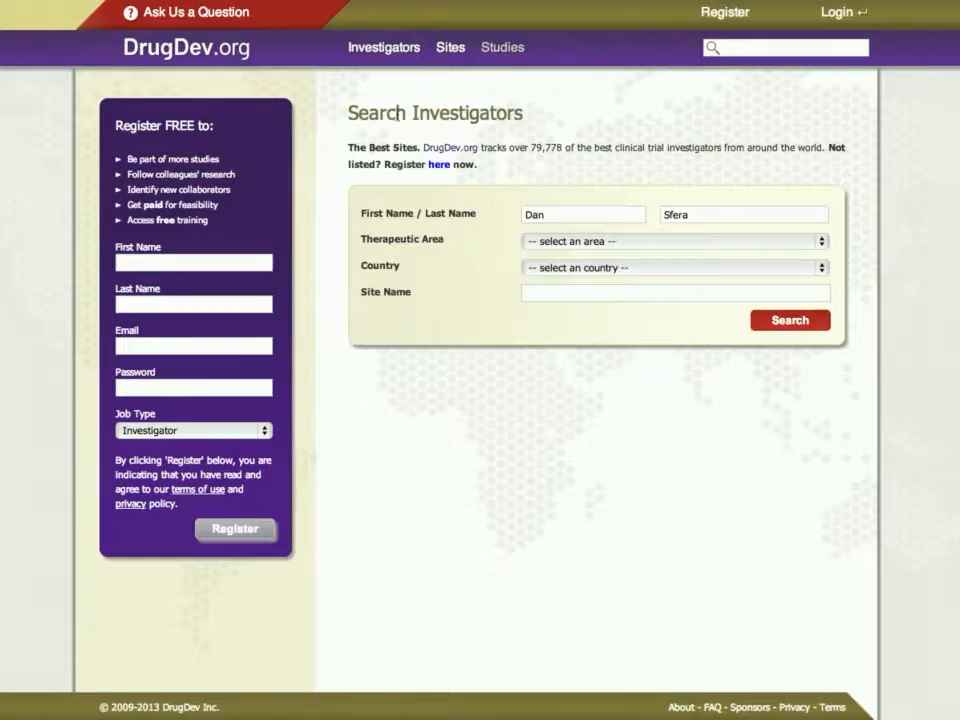 Ask Us a Question
Register
Login
DrugDev.org
Investigators
Sites
Studies
Register FREE to:
Be part of more studies
Follow colleagues' research
Identify new collaborators
Get paid for feasibility
Access free training
First Name
Last Name
Email
Password
Job Type
Investigator
By clicking 'Register' below, you are
indicating that you have read and
agree to our terms of use and
privacy policy.
Register
Search Investigators
The Best Sites. DrugDev.org tracks over 79,778 of the best clinical trial investigators from around the world. Not
listed? Register here now.
First Name / Last Name
Dan
Sfera
Therapeutic Area
-- select an area --
Country
-- select an country --
Site Name
Search
© 2009-2013 DrugDev Inc.
About - FAQ - Sponsors - Privacy - Terms